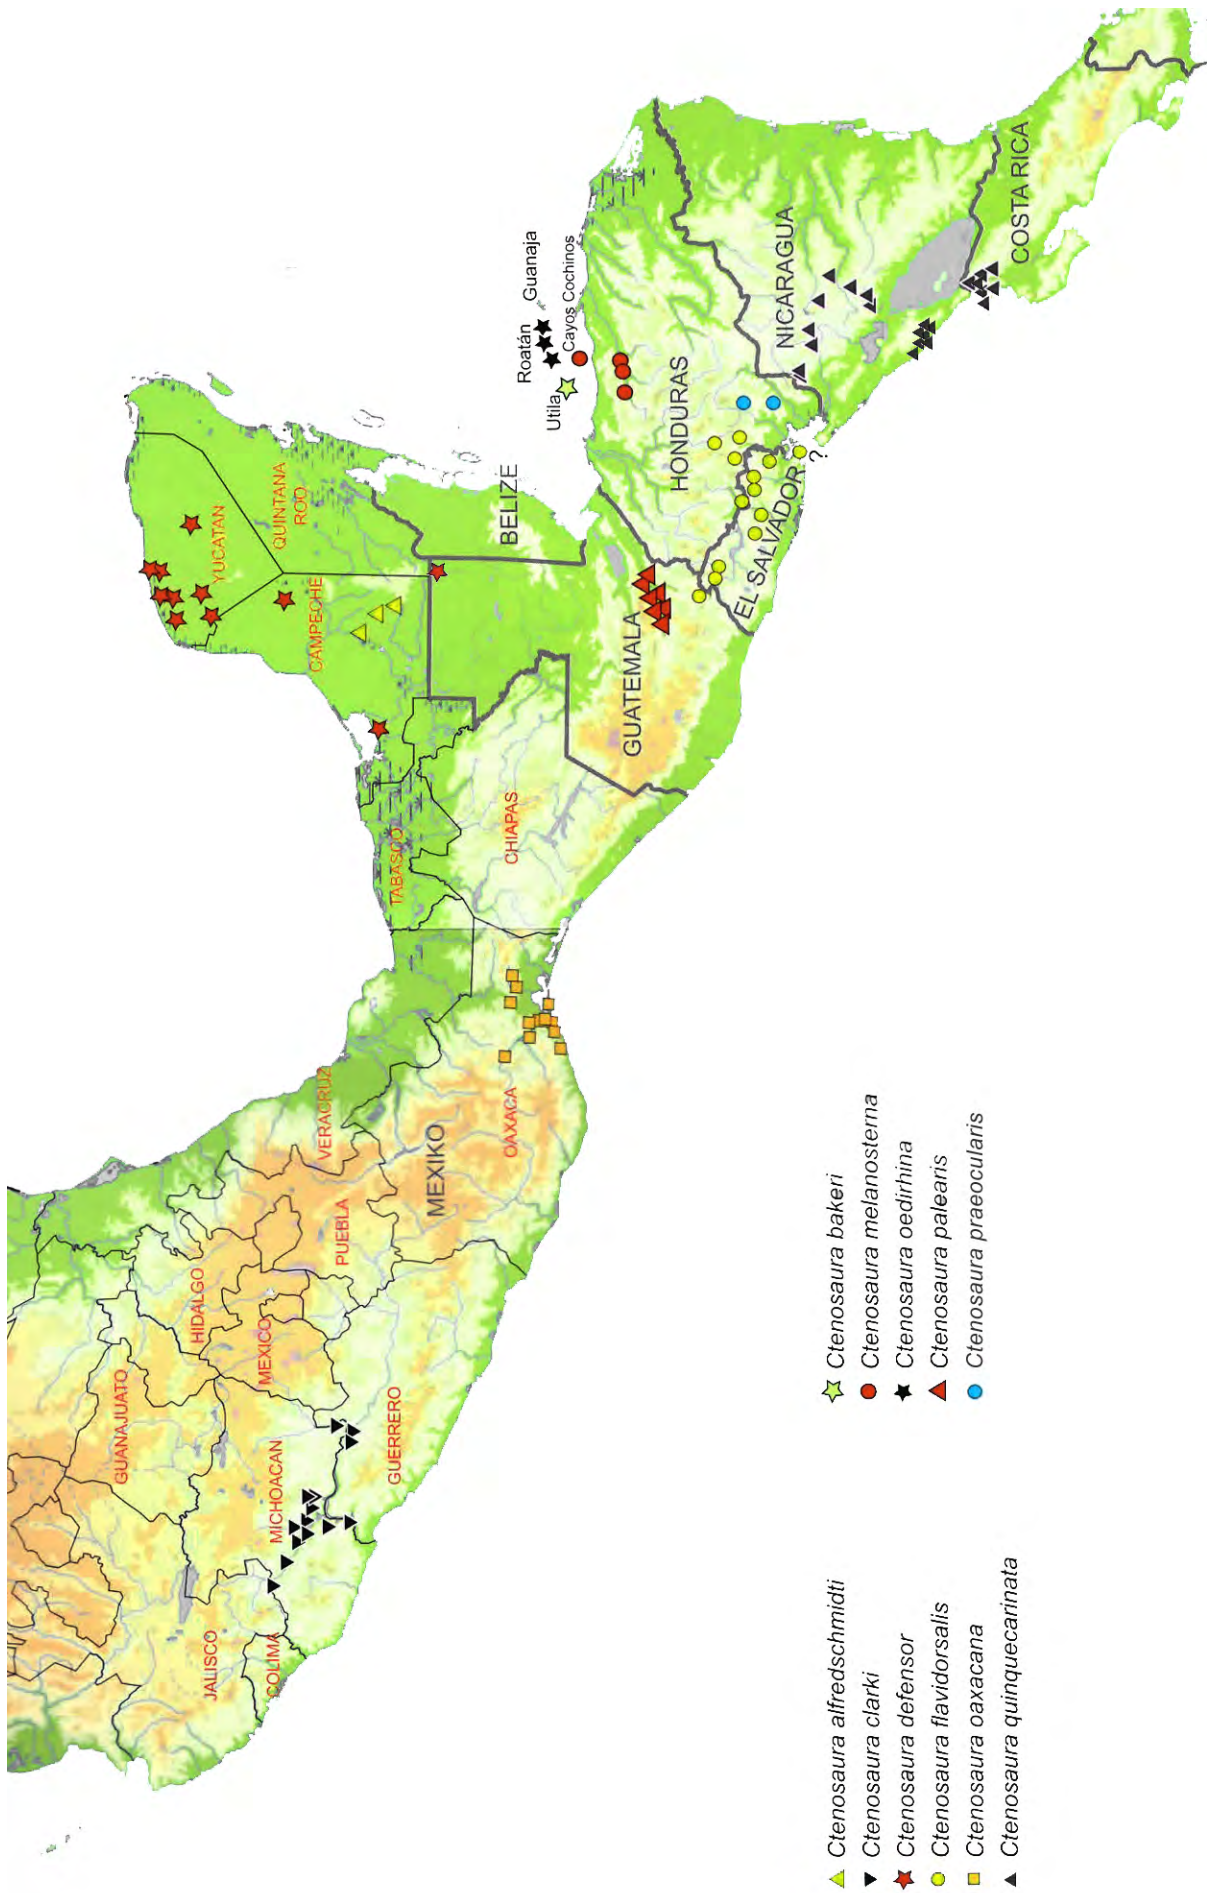 JALISCO
COLIMA
GUANAJUATO
MICHOACAN
HIDALGO
MEXICO
GUERRERO
PUEBLA
VERACRUZ
MEXIKO
OAXACA
TABASCO
CHIAPAS
CAMPECHE
YUCATAN
QUINTANA
ROO
BELIZE
GUATEMALA
EL SALVADOR
?
HONDURAS
Utila
Roatán
Guanaja
Cayos Cochinos
NICARAGUA
COSTA RICA
Ctenosaura alfredschmidti
Ctenosaura clarki
Ctenosaura defensor
Ctenosaura flavidorsalis
Ctenosaura oaxacana
Ctenosaura quinquecarinata
Ctenosaura bakeri
Ctenosaura melanosterna
Ctenosaura oedirhina
Ctenosaura palearis
Ctenosaura praeocularis